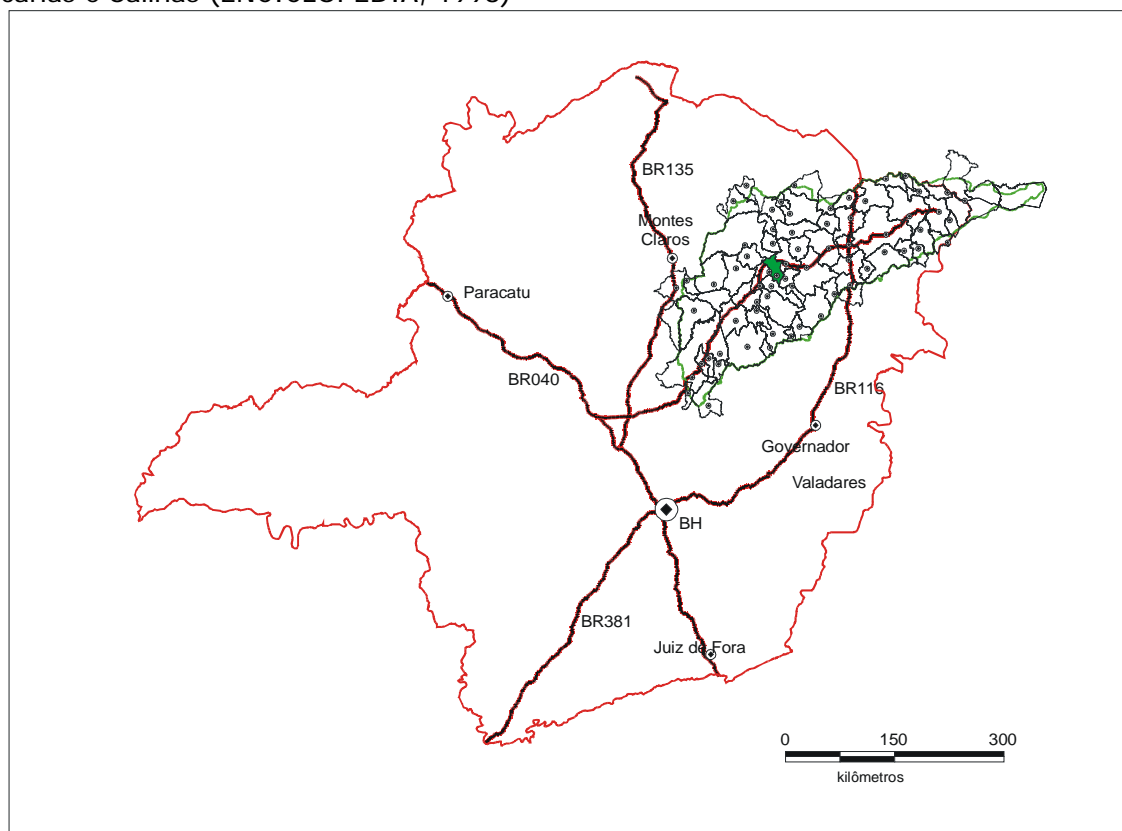 BR135
Montes
Claros
Paracatu
BR040
BR116
Governador
Valadares
BH
BR381
Juiz de Fora
0 150 300
kilômetros